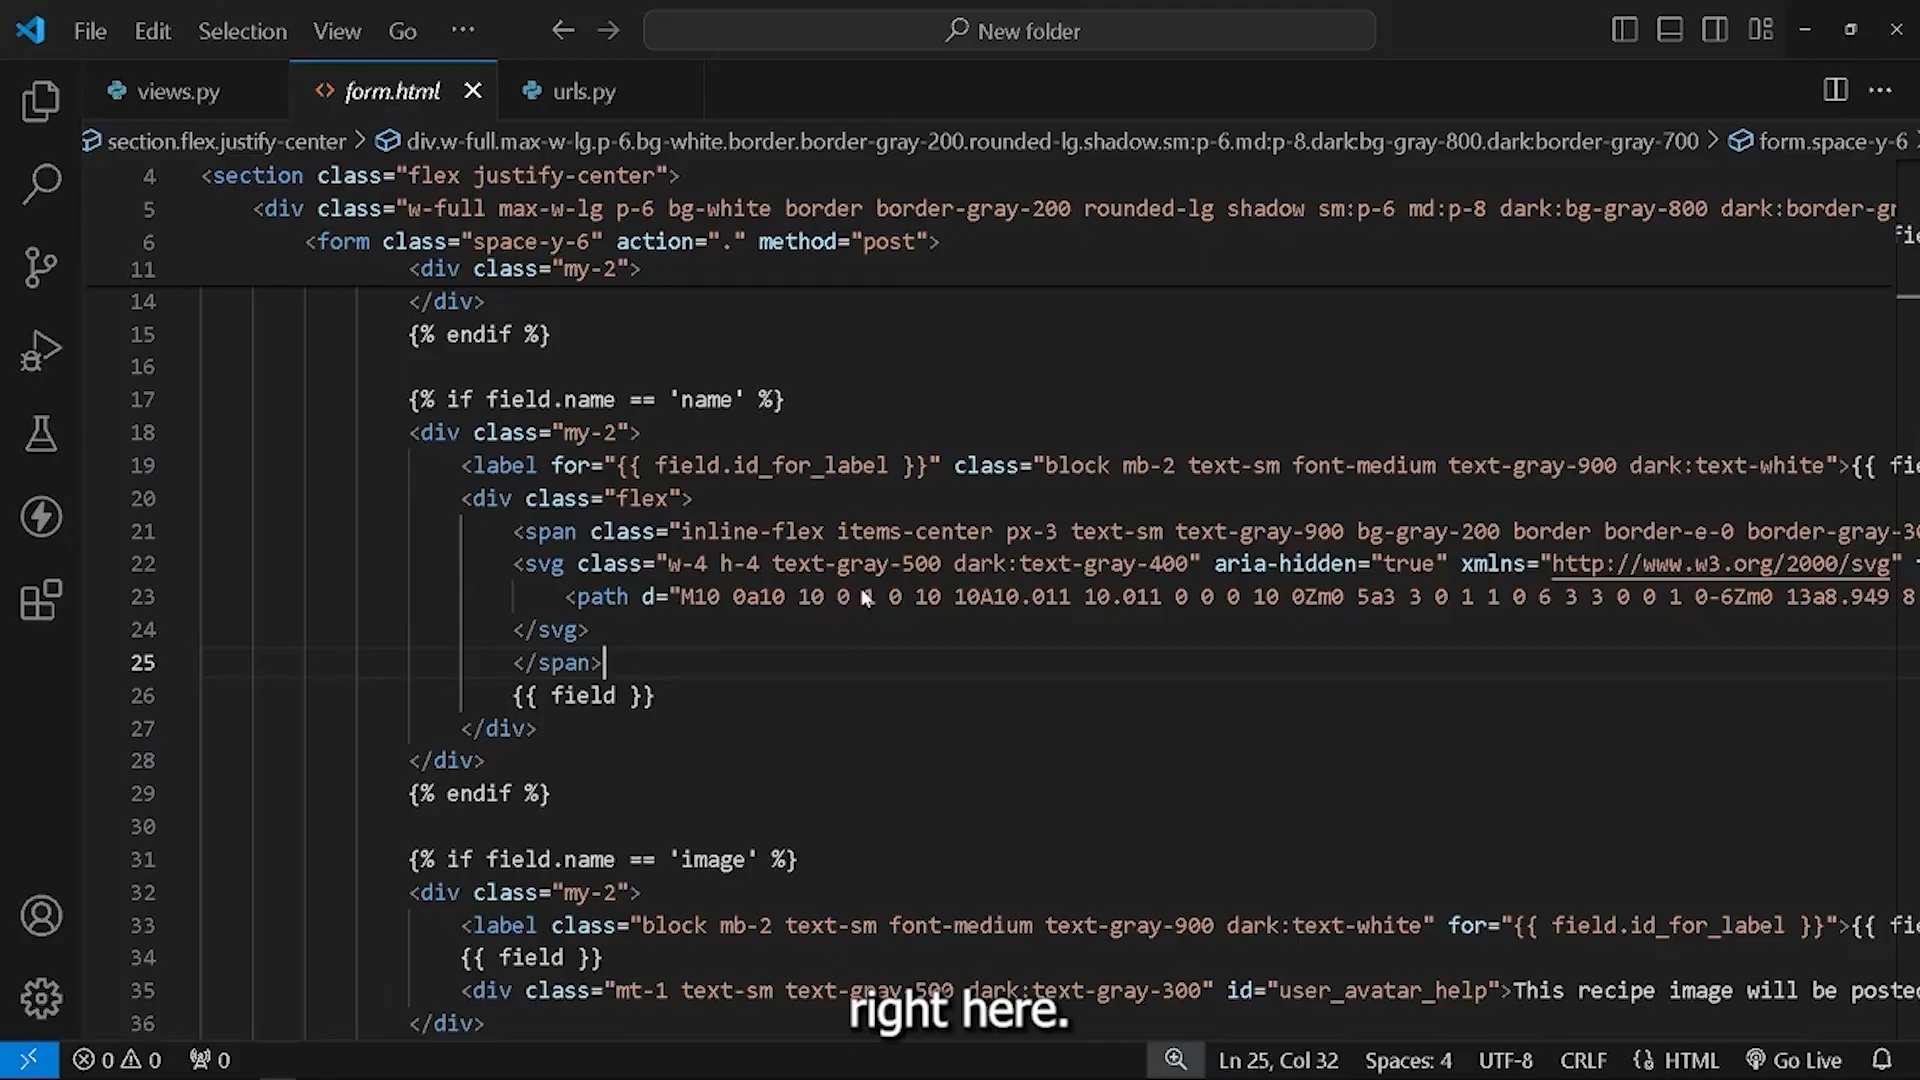 File Edit Selection View Go ··· New folder
views.py form.html urls.py
section.flex.justify-center > div.w-full.max-w-lg.p-6.bg-white.border.border-gray-200.rounded-lg.shadow.sm:p-6.md:p-8.dark:bg-gray-800.dark:border-gray-700 > form.space-y-6
4 <section class="flex justify-center">
5 <div class="w-full max-w-lg p-6 bg-white border border-gray-200 rounded-lg shadow sm:p-6 md:p-8 dark:bg-gray-800 dark:border-gr
6 <form class="space-y-6" action="." method="post">
11 <div class="my-2">
14 </div>
15 {% endif %}
16
17 {% if field.name == 'name' %}
18 <div class="my-2">
19 <label for="{{ field.id_for_label }}" class="block mb-2 text-sm font-medium text-gray-900 dark:text-white">{{ fie
20 <div class="flex">
21 <span class="inline-flex items-center px-3 text-sm text-gray-900 bg-gray-200 border border-e-0 border-gray-30
22 <svg class="w-4 h-4 text-gray-500 dark:text-gray-400" aria-hidden="true" xmlns="http://www.w3.org/2000/svg"
23 <path d="M10 0a10 10 0 1 0 10 10A10.011 10.011 0 0 0 10 0Zm0 5a3 3 0 1 1 0 6 3 3 0 0 1 0-6Zm0 13a8.949 8
24 </svg>
25 </span>
26 {{ field }}
27 </div>
28 </div>
29 {% endif %}
30
31 {% if field.name == 'image' %}
32 <div class="my-2">
33 <label class="block mb-2 text-sm font-medium text-gray-900 dark:text-white" for="{{ field.id_for_label }}">{{ fie
34 {{ field }}
35 <div class="mt-1 text-sm text-gray-500 dark:text-gray-300" id="user_avatar_help">This recipe image will be poste
36 </div>
right here.
0 0 0 Ln 25, Col 32 Spaces: 4 UTF-8 CRLF HTML Go Live